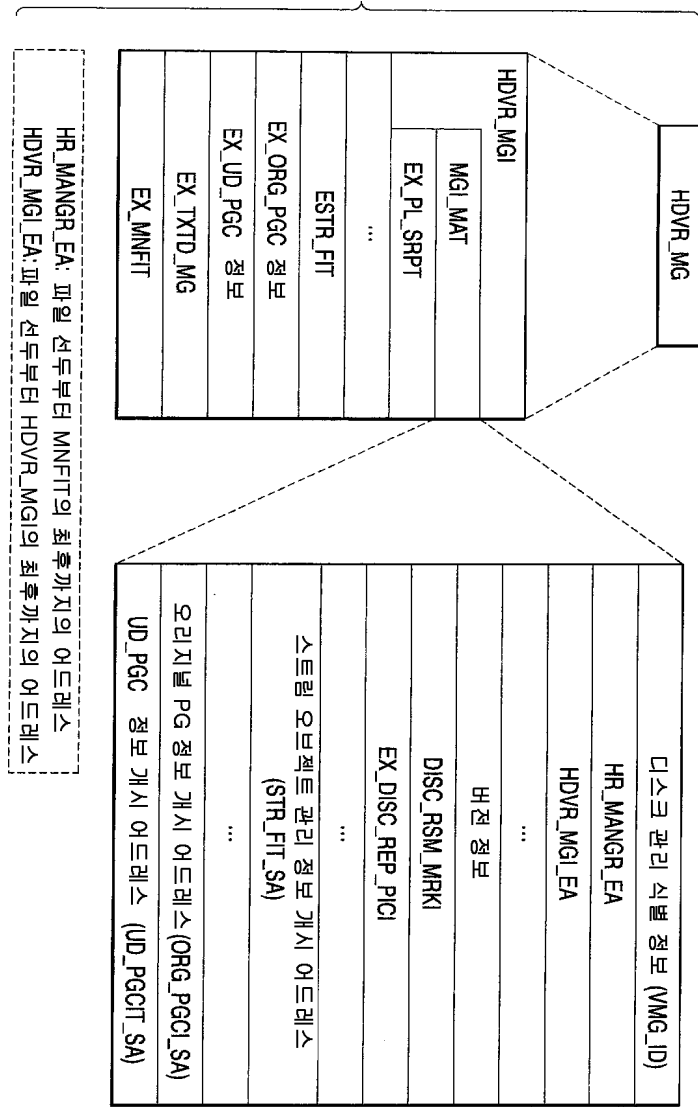 HDVR_MG
HDVR_MGI
MGI_MAT
EX_PL_SRPT
...
ESTR_FIT
EX_ORG_PGC 정보
EX_UD_PGC 정보
EX_TXTD_MG
EX_MNFIT
디스크 관리 식별 정보 (VMG_ID)
HR_MANGR_EA
HDVR_MGI_EA
...
버전 정보
DISC_RSM_MRKI
EX_DISC_REP_PICI
...
스트림 오브젝트 관리 정보 개시 어드레스
(STR_FIT_SA)
...
오리지널 PG 정보 개시 어드레스 (ORG_PGCI_SA)
UD_PGC 정보 개시 어드레스 (UD_PGCIT_SA)
HR_MANGR_EA: 파일 선두부터 MNFIT의 최후까지의 어드레스
HDVR_MGI_EA: 파일 선두부터 HDVR_MGI의 최후까지의 어드레스